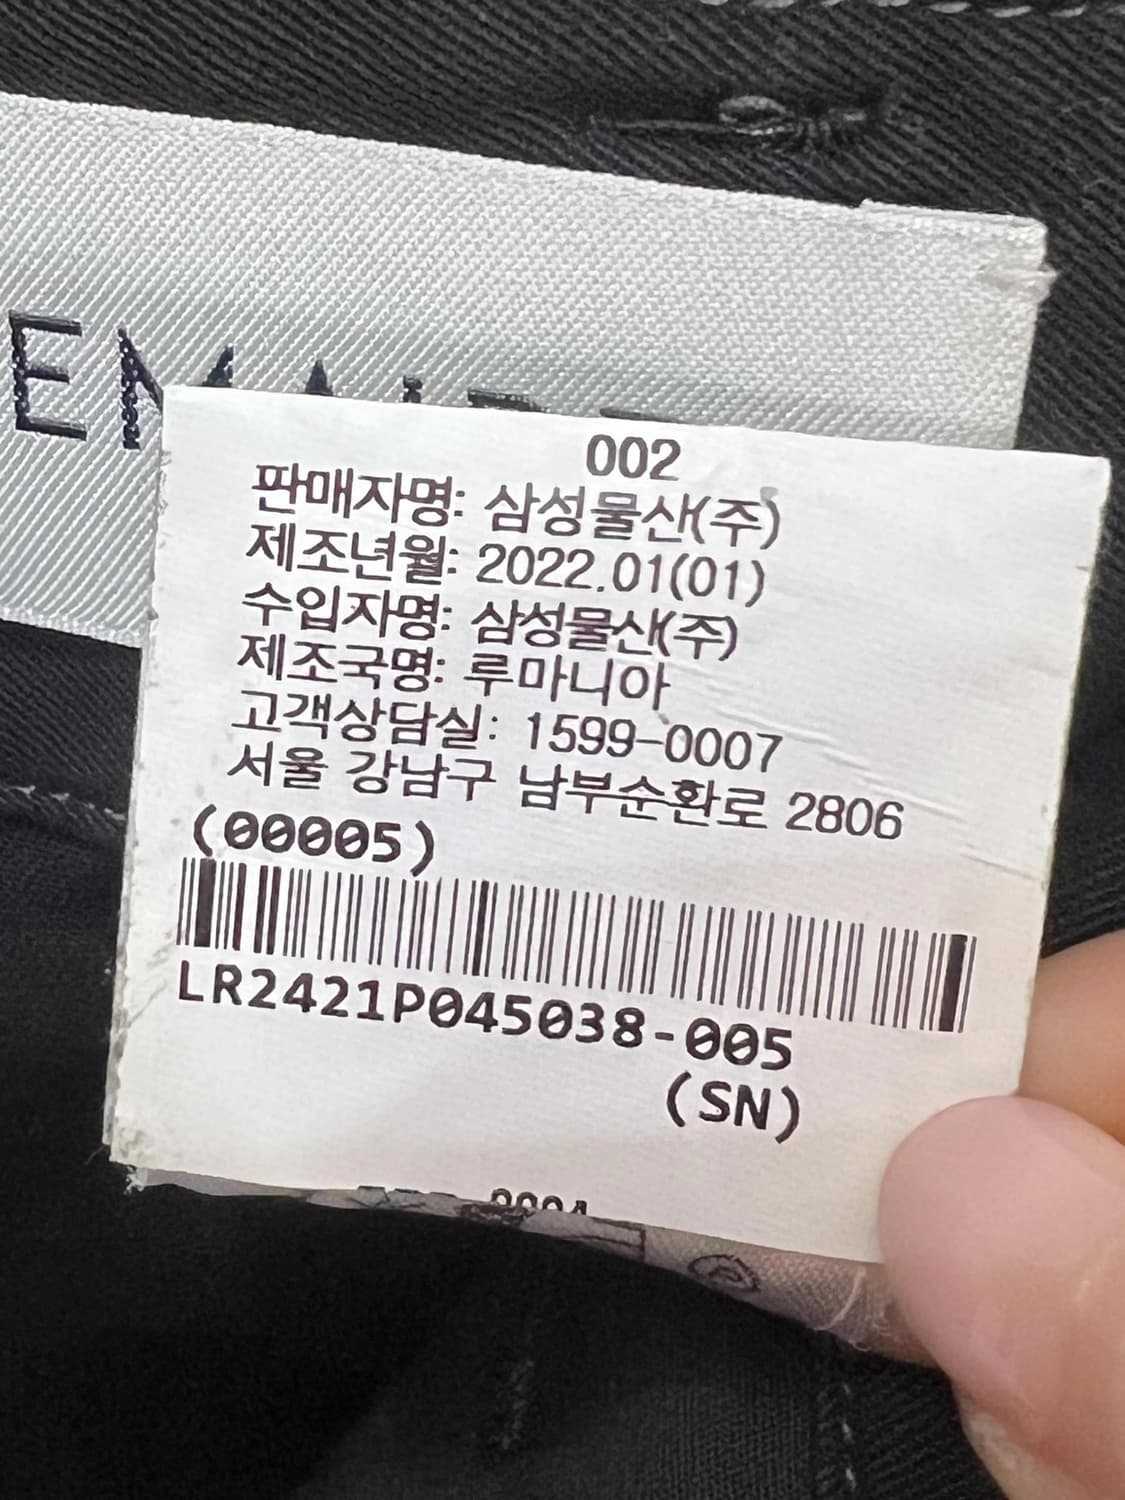 002
판매자명: 삼성물산(주)
제조년월: 2022.01(01)
수입자명: 삼성물산(주)
제조국명: 루마니아
고객상담실: 1599-0007
서울 강남구 남부순환로 2806
(00005)
LR2421P045038-005
(SN)